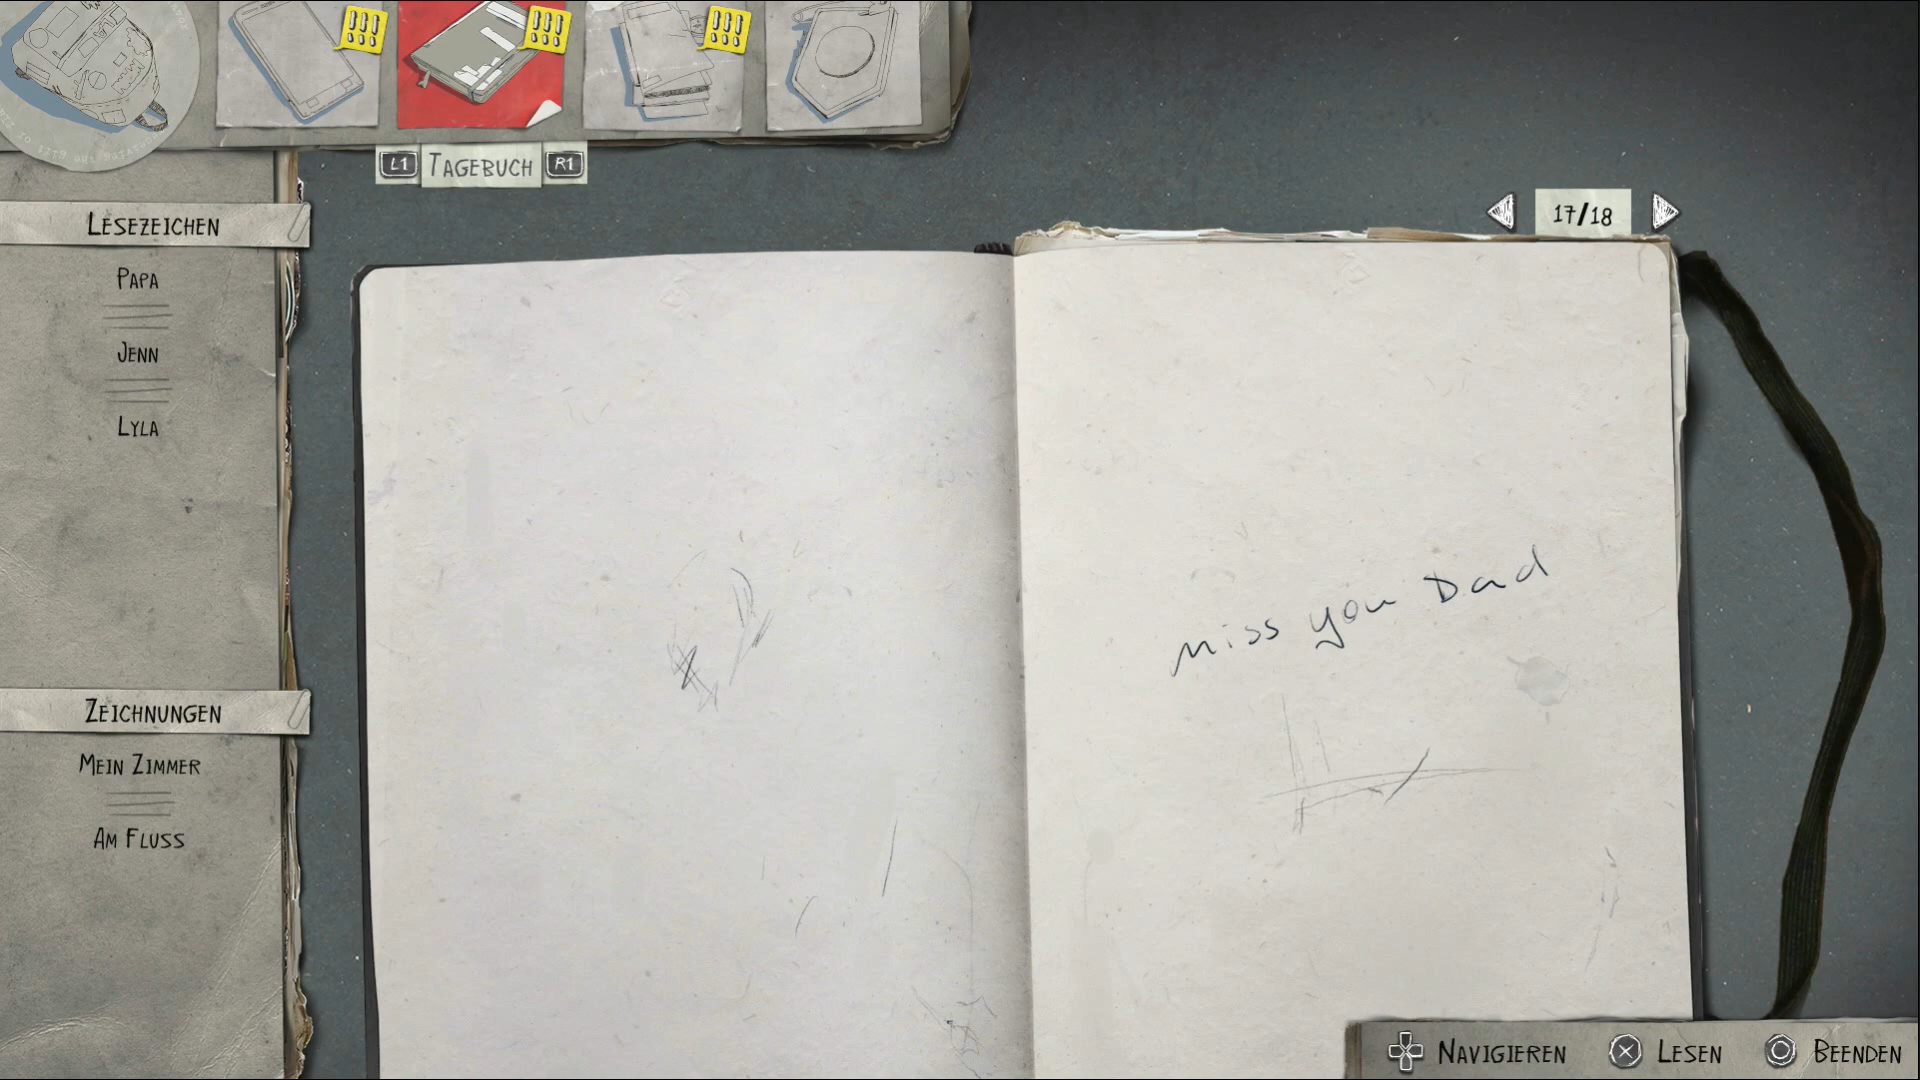 L1 TAGEBUCH R1
17/18
LESEZEICHEN
PAPA
JENN
LYLA
ZEICHNUNGEN
MEIN ZIMMER
AM FLUSS
miss you Dad
NAVIGIEREN LESEN BEENDEN